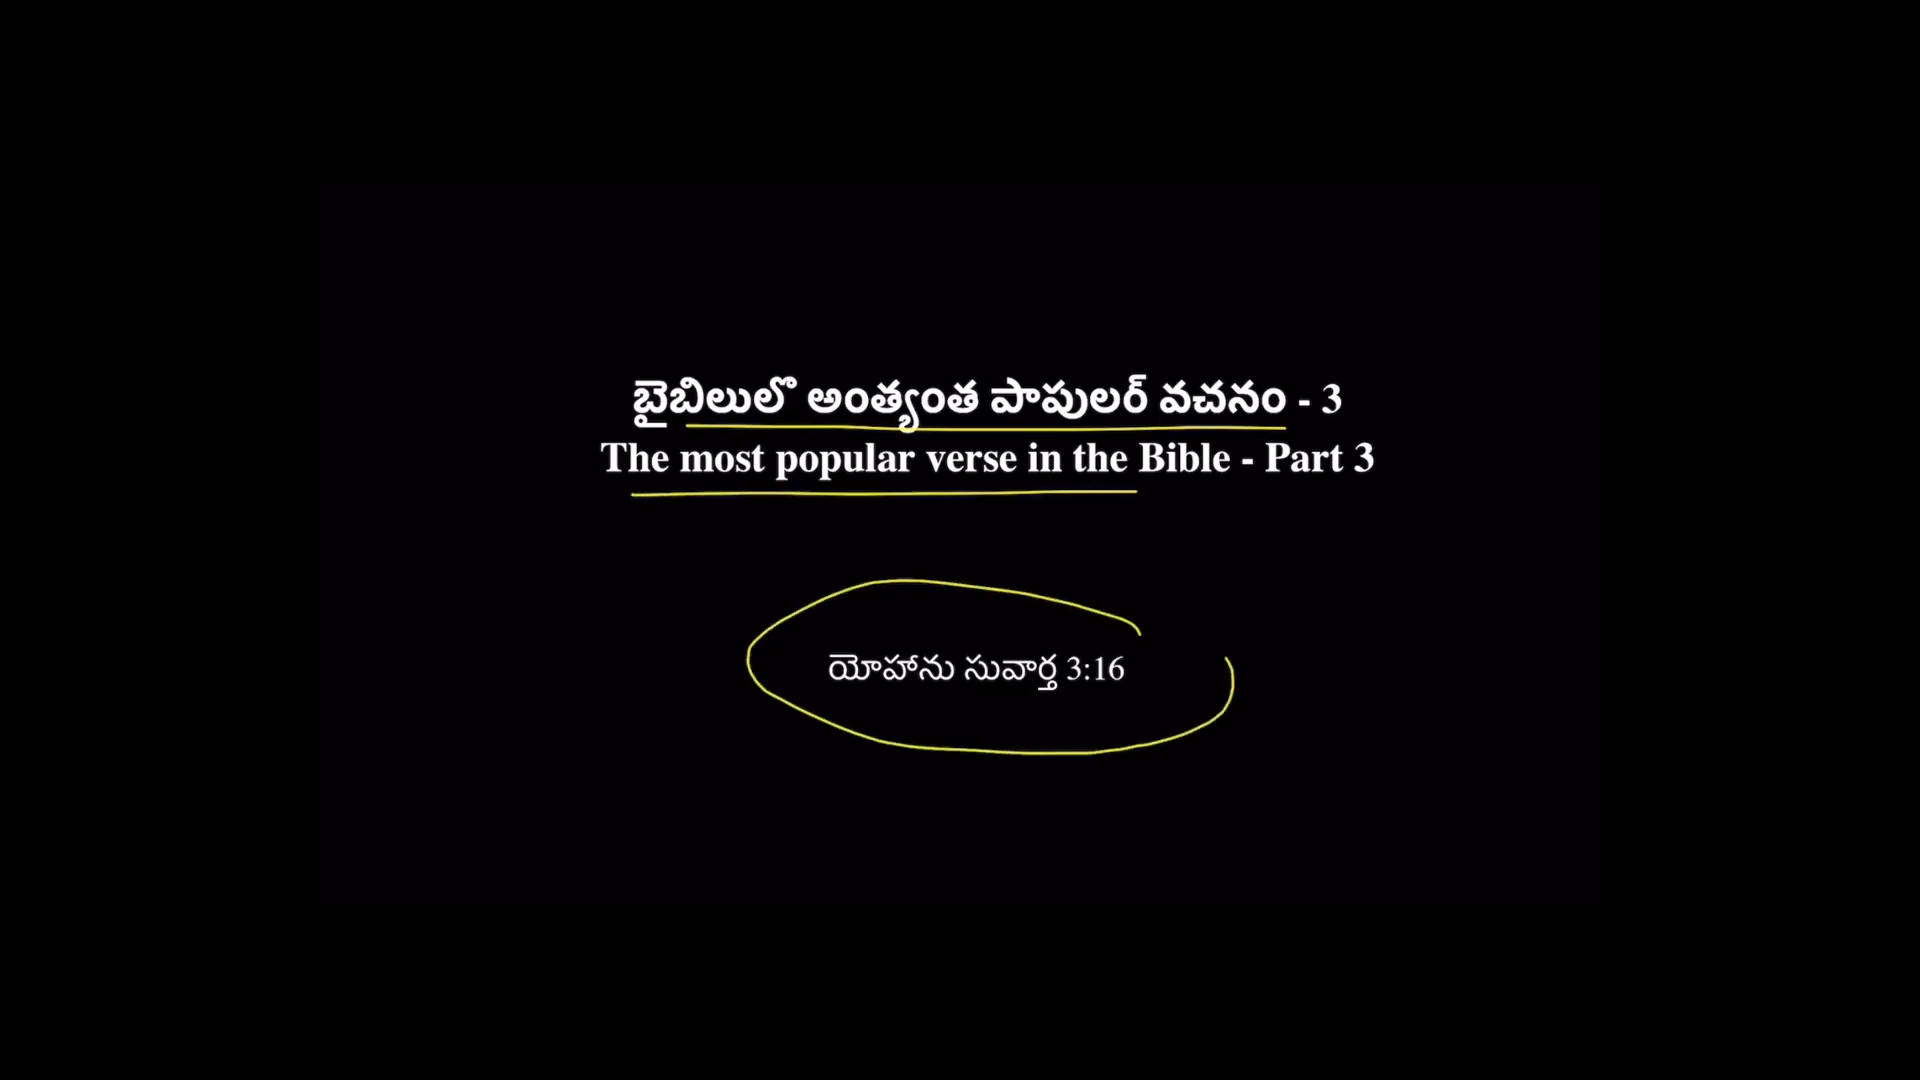 బైబిలులొ అంత్యంత పాపులర్ వచనం - 3
The most popular verse in the Bible - Part 3
యోహాను సువార్త 3:16